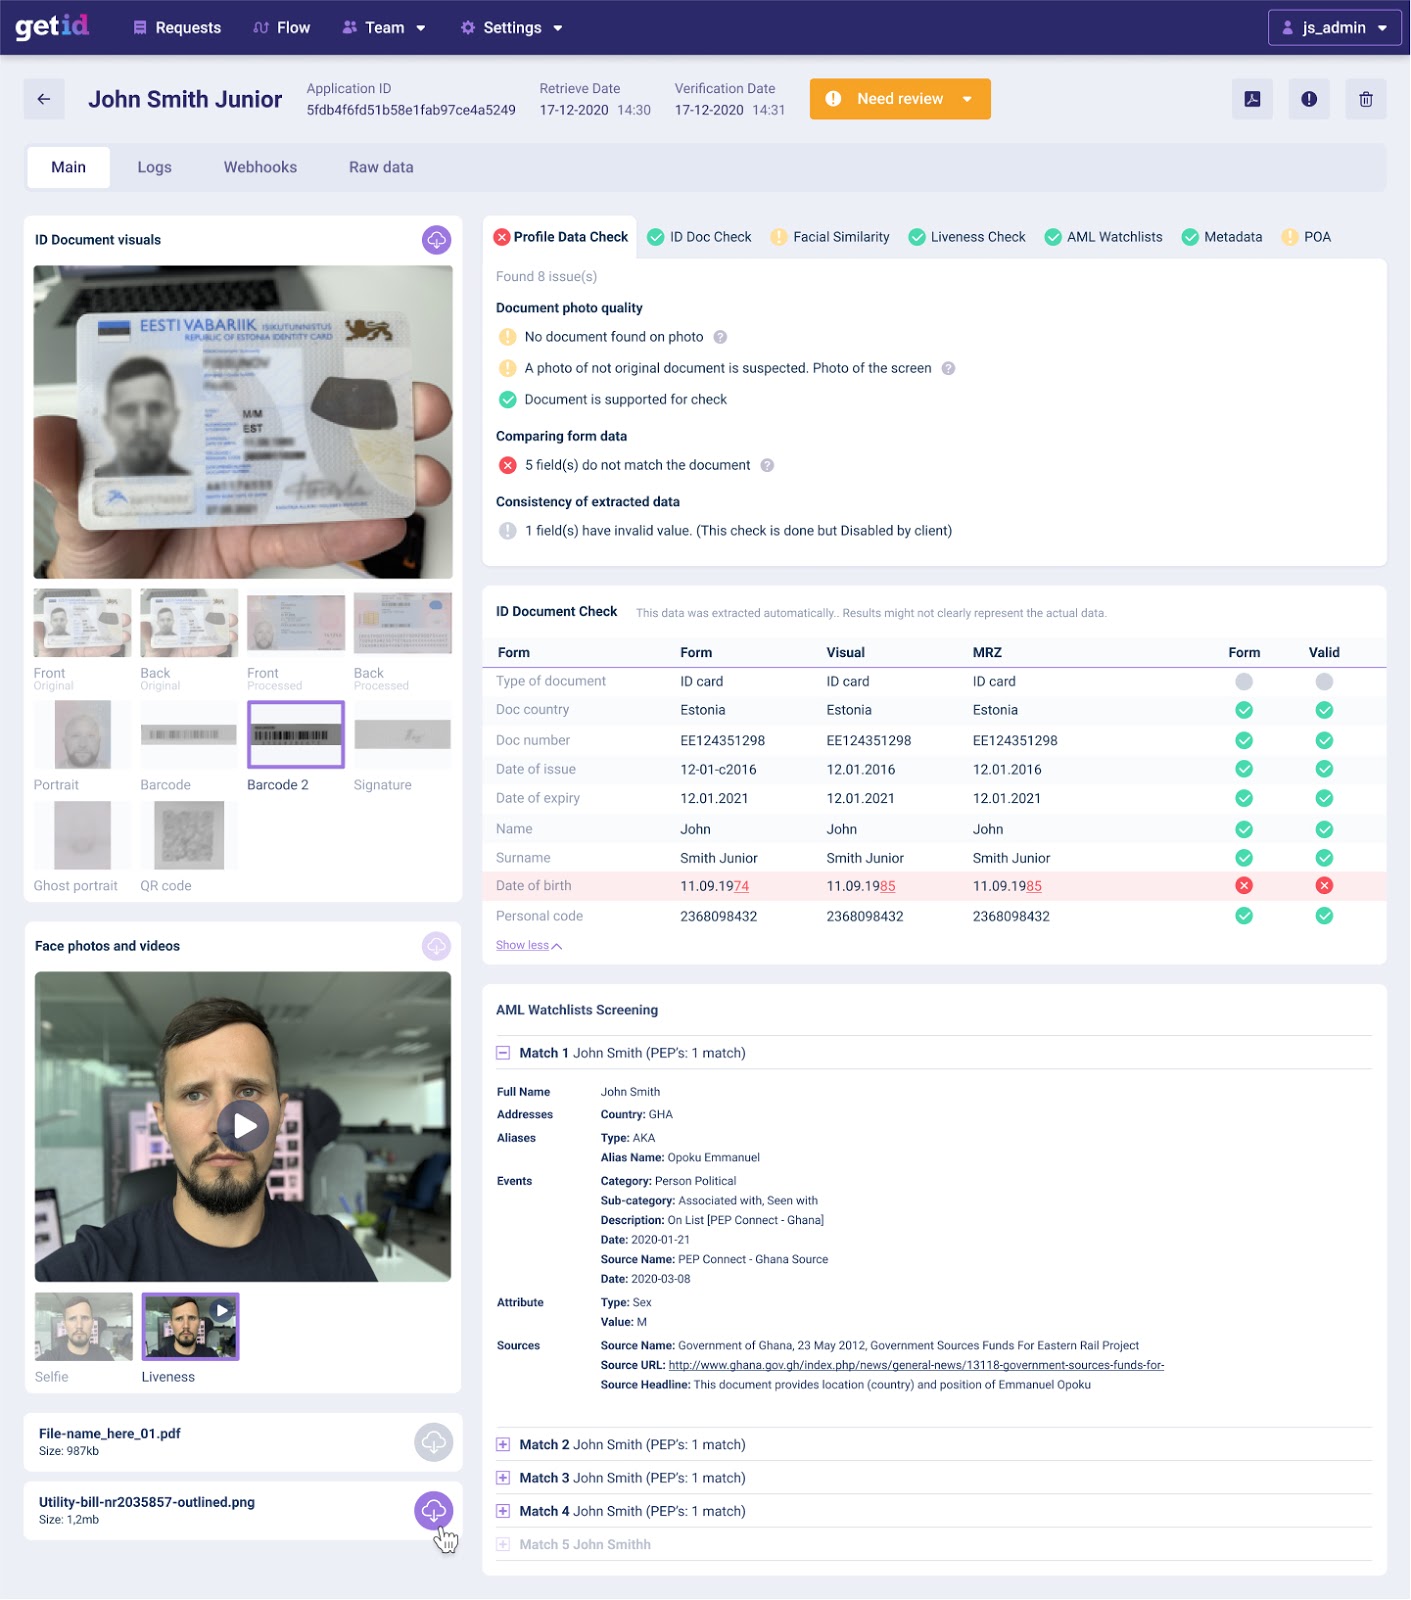 getid
Requests
Flow
Team
Settings
js_admin
John Smith Junior
Application ID
5fdb4f6fd51b58e1fab97ce4a5249
Retrieve Date
17-12-2020 14:30
Verification Date
17-12-2020 14:31
Need review
Main
Logs
Webhooks
Raw data
ID Document visuals
EESTI VABARIIK ISIKUTUNNISTUS
REPUBLIC OF ESTONIA IDENTITY CARD
M/M
EST
Front
Original
Back
Original
Front
Processed
Back
Processed
Portrait
Barcode
Barcode 2
Signature
Ghost portrait
QR code
Face photos and videos
Selfie
Liveness
File-name_here_01.pdf
Size: 987kb
Utility-bill-nr2035857-outlined.png
Size: 1,2mb
Profile Data Check
ID Doc Check
Facial Similarity
Liveness Check
AML Watchlists
Metadata
POA
Found 8 issue(s)
Document photo quality
No document found on photo
A photo of not original document is suspected. Photo of the screen
Document is supported for check
Comparing form data
5 field(s) do not match the document
Consistency of extracted data
1 field(s) have invalid value. (This check is done but Disabled by client)
ID Document Check This data was extracted automatically.. Results might not clearly represent the actual data.
Form Form Visual MRZ Form Valid
Type of document ID card ID card ID card
Doc country Estonia Estonia Estonia
Doc number EE124351298 EE124351298 EE124351298
Date of issue 12-01-c2016 12.01.2016 12.01.2016
Date of expiry 12.01.2021 12.01.2021 12.01.2021
Name John John John
Surname Smith Junior Smith Junior Smith Junior
Date of birth 11.09.1974 11.09.1985 11.09.1985
Personal code 2368098432 2368098432 2368098432
Show less
AML Watchlists Screening
Match 1 John Smith (PEP's: 1 match)
Full Name John Smith
Addresses Country: GHA
Aliases Type: AKA
Alias Name: Opoku Emmanuel
Events Category: Person Political
Sub-category: Associated with, Seen with
Description: On List [PEP Connect - Ghana]
Date: 2020-01-21
Source Name: PEP Connect - Ghana Source
Date: 2020-03-08
Attribute Type: Sex
Value: M
Sources Source Name: Government of Ghana, 23 May 2012, Government Sources Funds For Eastern Rail Project
Source URL: http://www.ghana.gov.gh/index.php/news/general-news/13118-government-sources-funds-for-
Source Headline: This document provides location (country) and position of Emmanuel Opoku
Match 2 John Smith (PEP's: 1 match)
Match 3 John Smith (PEP's: 1 match)
Match 4 John Smith (PEP's: 1 match)
Match 5 John Smithh